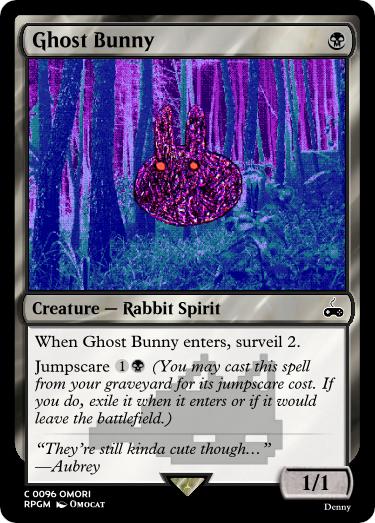 Ghost Bunny
Creature — Rabbit Spirit
When Ghost Bunny enters, surveil 2.
Jumpscare 1 (You may cast this spell
from your graveyard for its jumpscare cost. If
you do, exile it when it enters or if it would
leave the battlefield.)
“They’re still kinda cute though…”
—Aubrey
1/1
C 0096 OMORI
RPGM Omocat
Denny